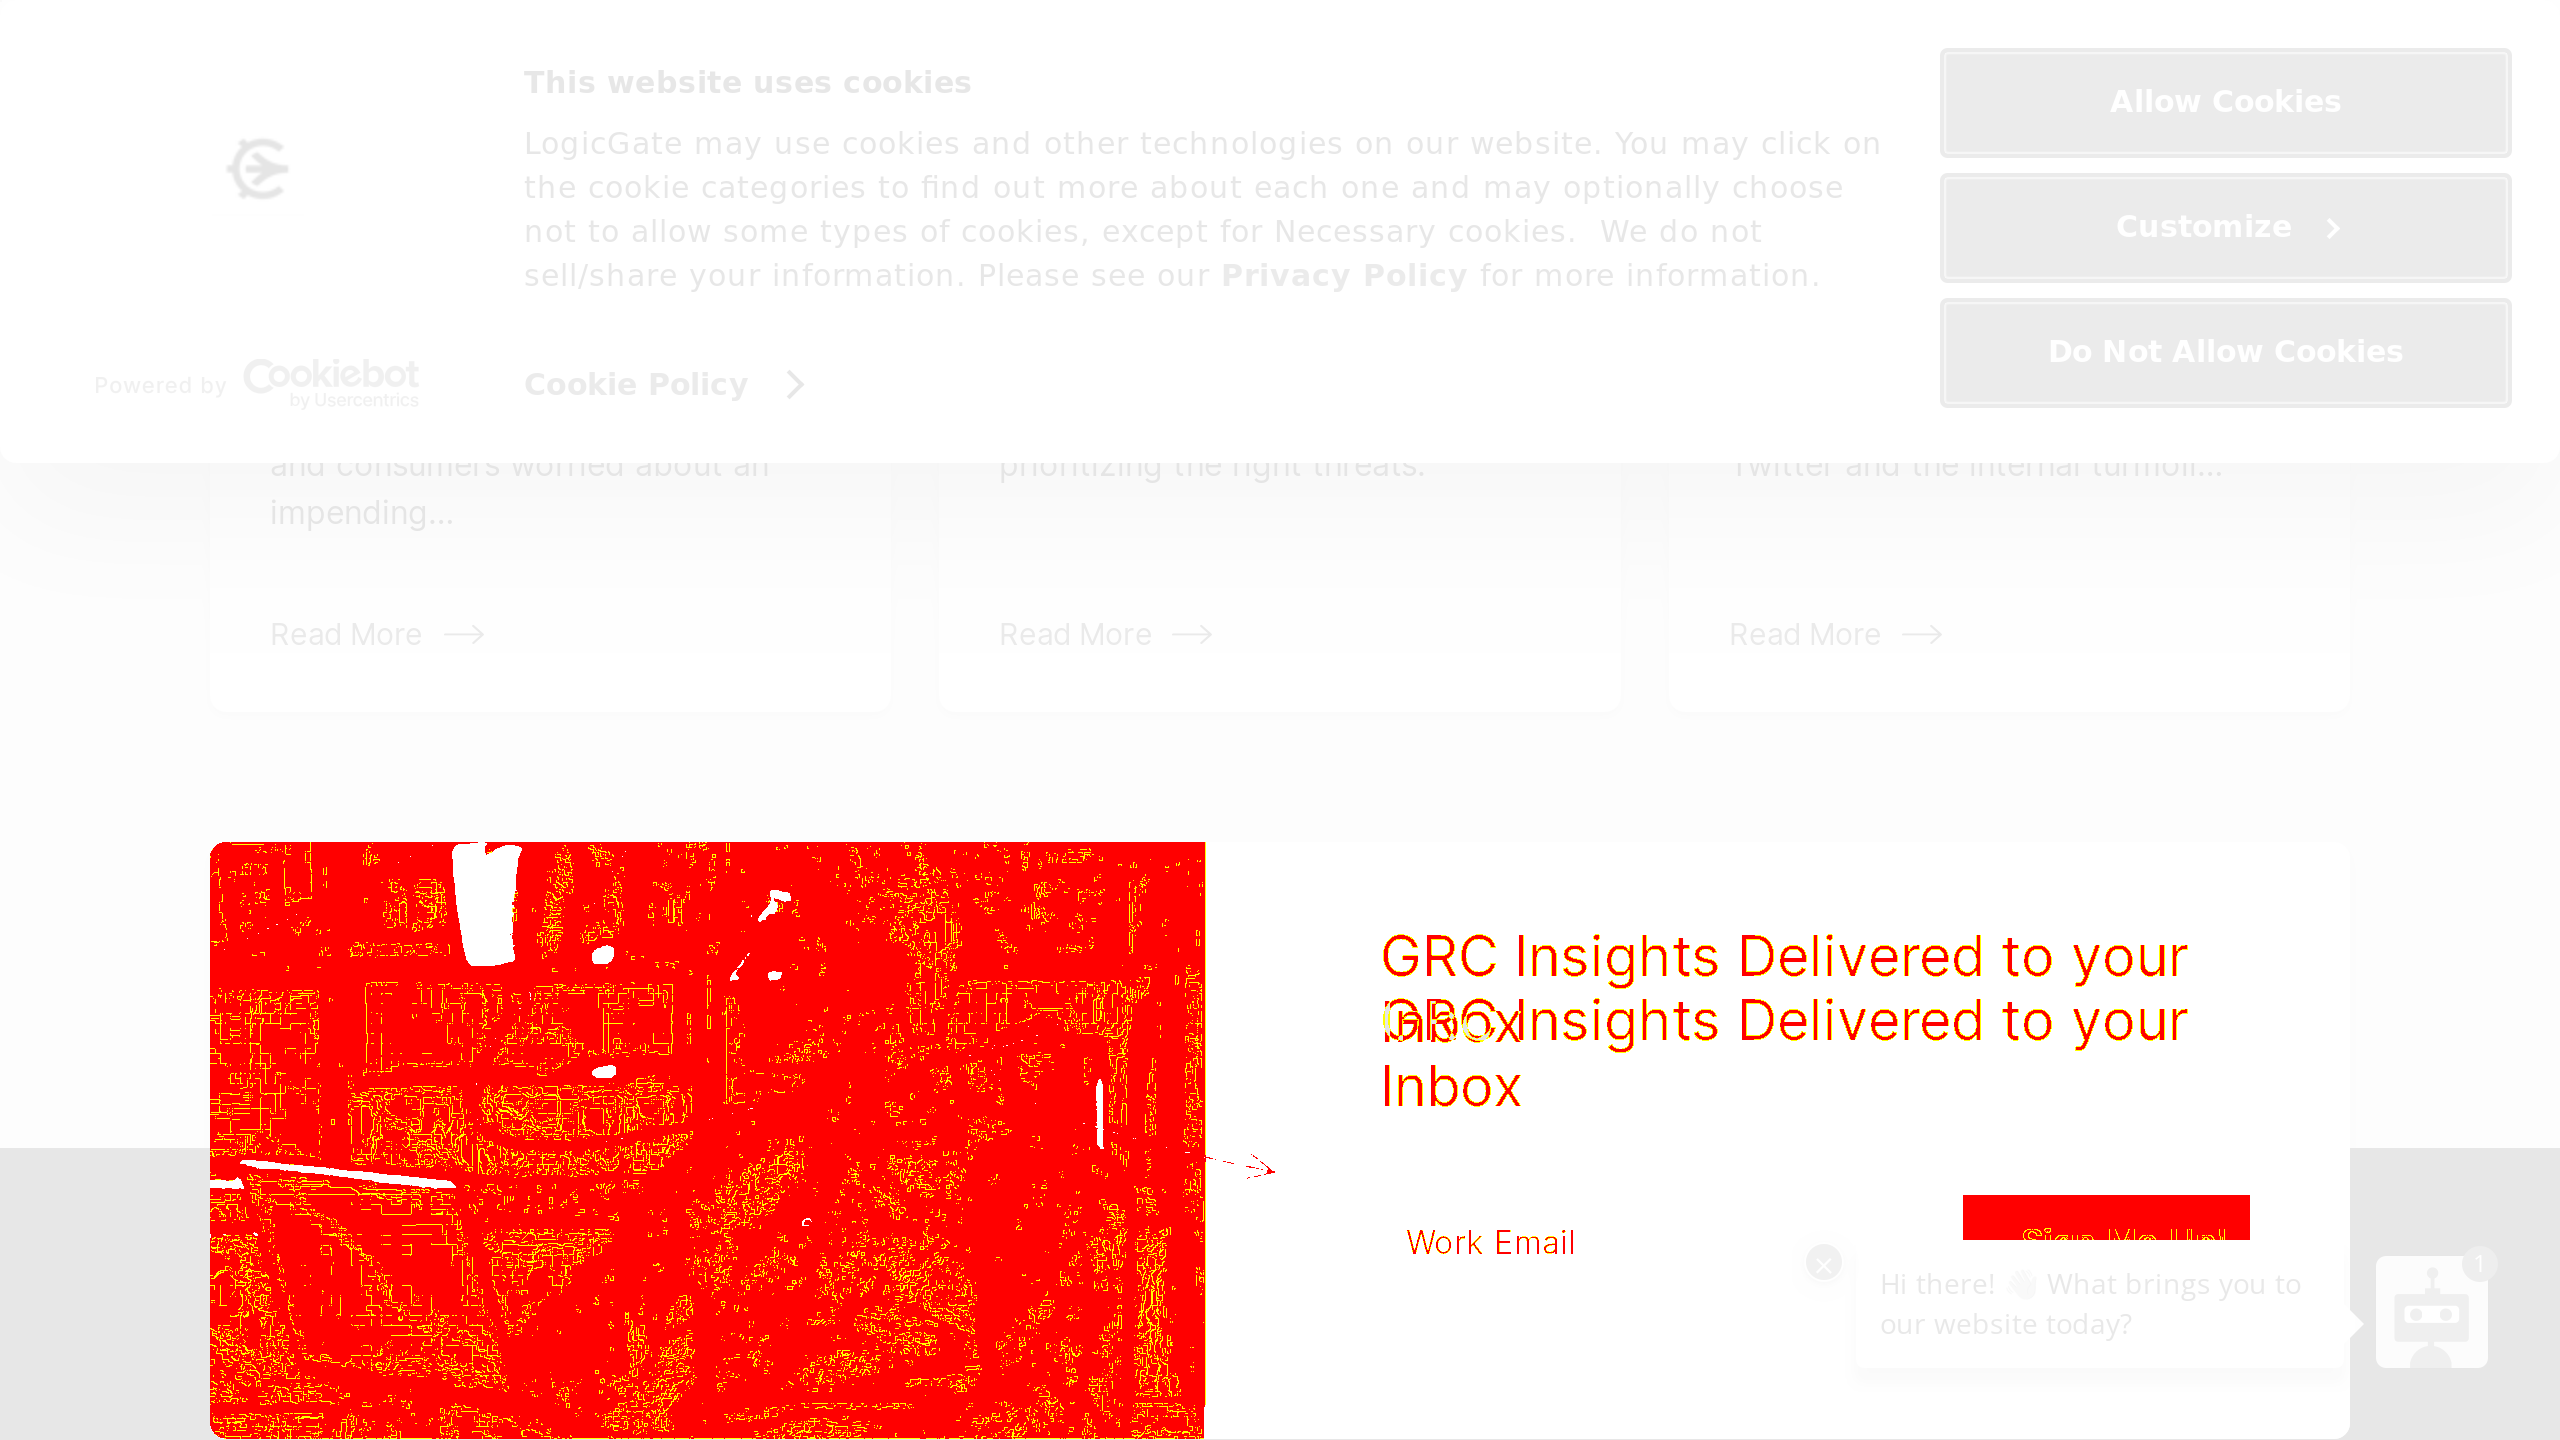 This website uses cookies
LogicGate may use cookies and other technologies on our website. You may click on
the cookie categories to find out more about each one and may optionally choose
not to allow some types of cookies, except for Necessary cookies.  We do not
sell/share your information. Please see our Privacy Policy for more information.
Cookie Policy
Powered by Cookiebot
by Usercentrics
Allow Cookies
Customize
Do Not Allow Cookies
and consumers worried about an
impending...
Read More
prioritizing the right threats.
Read More
Twitter and the internal turmoil...
Read More
GRC Insights Delivered to your
Inbox
GRC Insights Delivered to your
Inbox
Work Email
Sign Me Up!
Hi there! 👋 What brings you to
our website today?
1